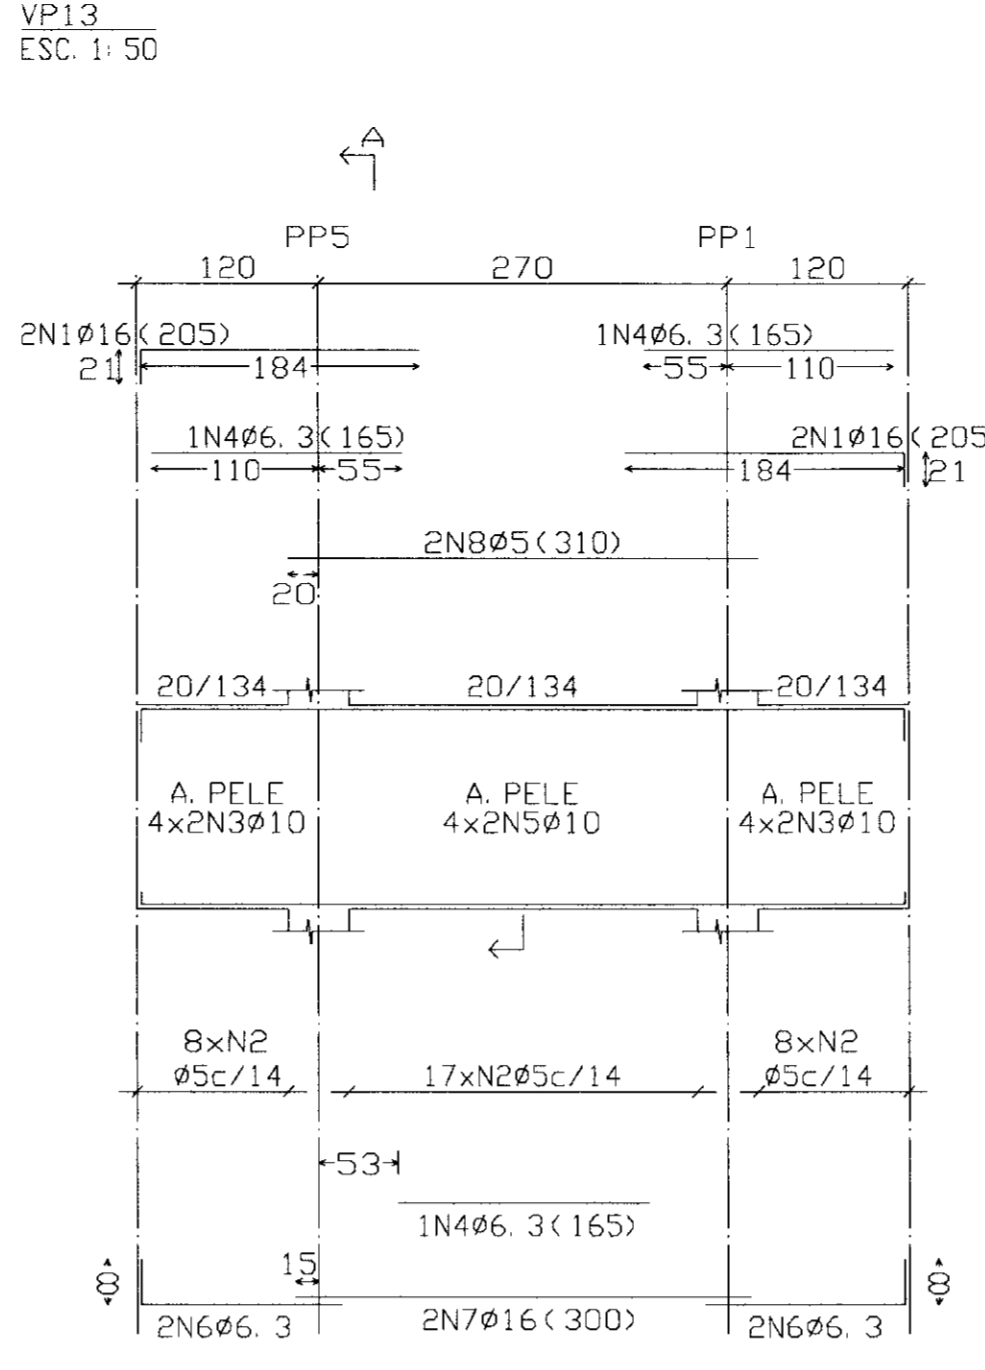 VP13
ESC. 1: 50
A
PP5 PP1
120 270 120
2N1Ø16(205) 1N4Ø6.3(165)
21 184 55 110
1N4Ø6.3(165) 2N1Ø16(205
110 55 184 21
2N8Ø5(310)
20
20/134 20/134 20/134
A. PELE A. PELE A. PELE
4x2N3Ø10 4x2N5Ø10 4x2N3Ø10
8xN2 8xN2
Ø5c/14 17xN2Ø5c/14 Ø5c/14
53
1N4Ø6.3(165)
15
8 8
2N6Ø6.3 2N7Ø16(300) 2N6Ø6.3